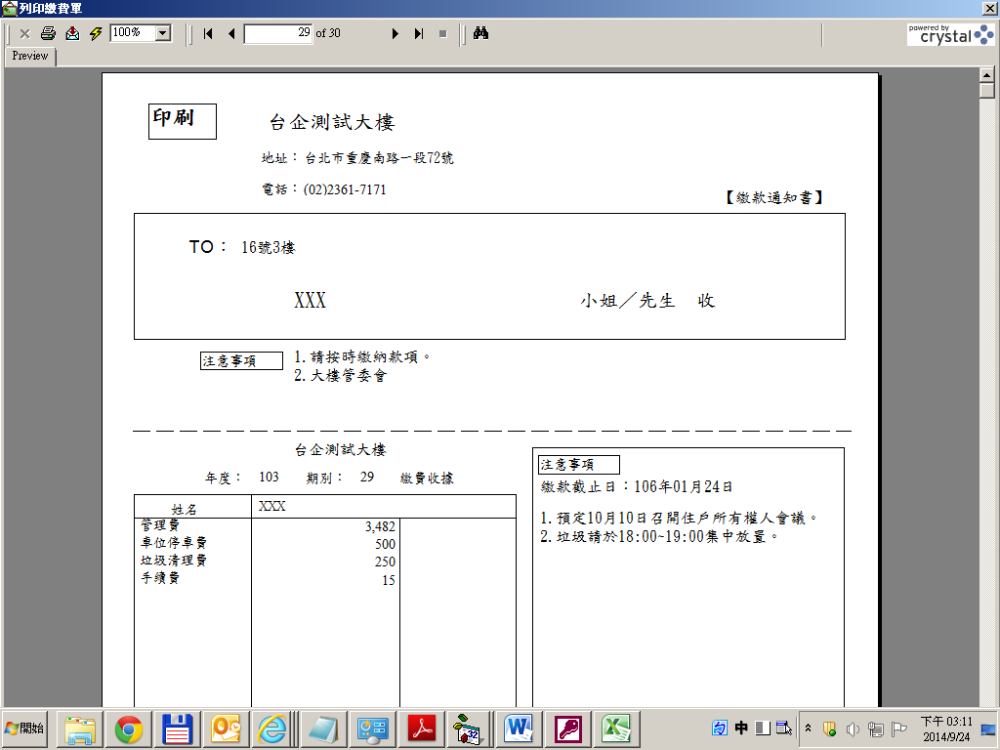 列印繳費單
100%
29 of 30
powered by
crystal
Preview
印刷
台企測試大樓
地址：台北市重慶南路一段72號
電話：(02)2361-7171
【繳款通知書】
TO： 16號3樓
XXX 小姐／先生 收
注意事項
1.請按時繳納款項。
2.大樓管委會
台企測試大樓
年度： 103 期別： 29 繳費收據
姓名 XXX
管理費 3,482
車位停車費 500
垃圾清理費 250
手續費 15
注意事項
繳款截止日：106年01月24日
1.預定10月10日召開住戶所有權人會議。
2.垃圾請於18:00~19:00集中放置。
開始
32
中
下午 03:11
2014/9/24